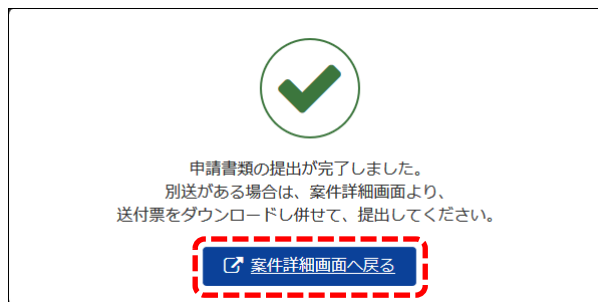 申請書類の提出が完了しました。
別送がある場合は、案件詳細画面より、
送付票をダウンロードし併せて、提出してください。
案件詳細画面へ戻る